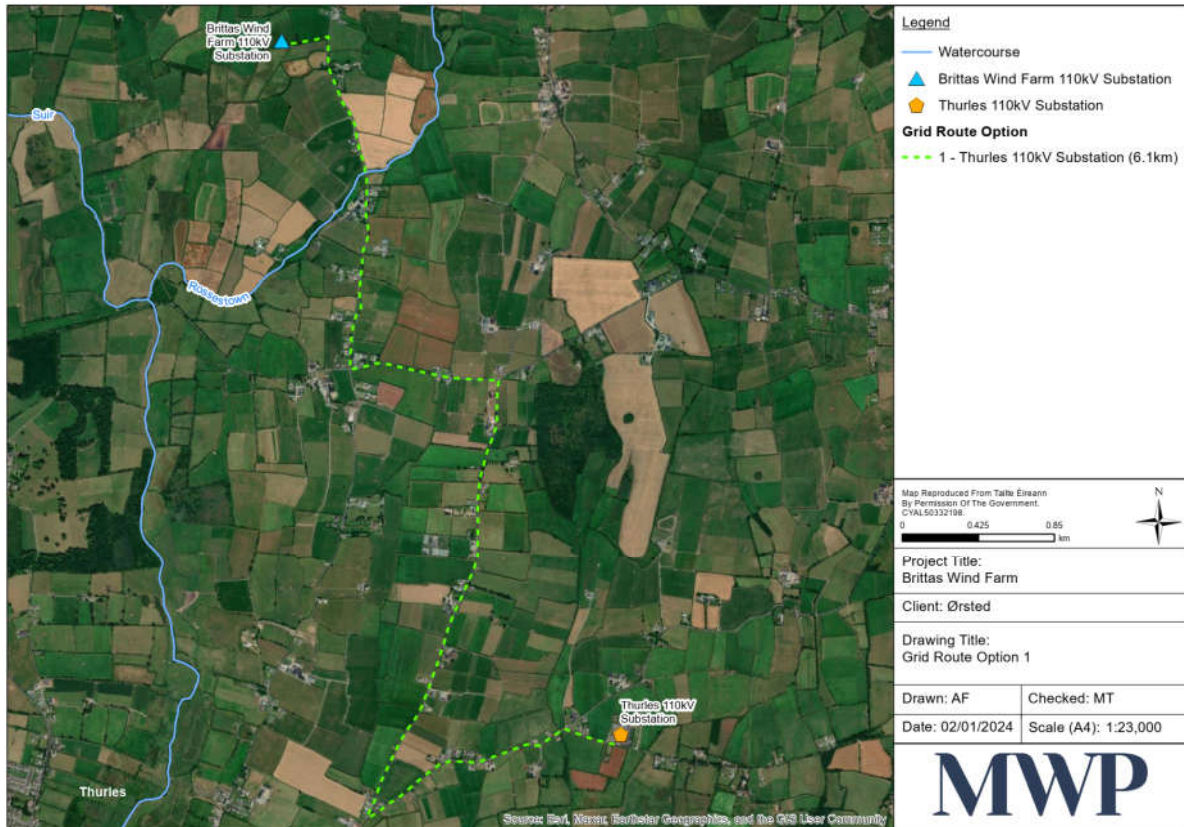 Brittas Wind
Farm 110kV
Substation
Suir
Rossestown
Thurles 110kV
Substation
Thurles
Source: Esri, Maxar, Earthstar Geographics, and the GIS User Community
Legend
Watercourse
Brittas Wind Farm 110kV Substation
Thurles 110kV Substation
Grid Route Option
1 - Thurles 110kV Substation (6.1km)
Map Reproduced From Tailte Éireann
By Permission Of The Government.
CYAL50332198.
N
0 0.425 0.85
km
Project Title:
Brittas Wind Farm
Client: Ørsted
Drawing Title:
Grid Route Option 1
Drawn: AF
Checked: MT
Date: 02/01/2024
Scale (A4): 1:23,000
MWP